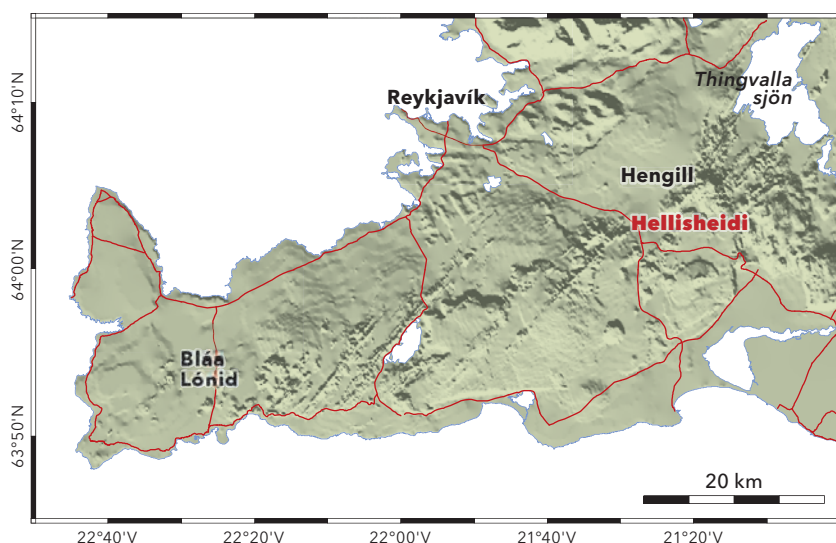 64°10'N
Reykjavík
Thingvalla
sjön
Hengill
Hellisheidi
64°00'N
Bláa
Lónid
63°50'N
20 km
22°40'V
22°20'V
22°00'V
21°40'V
21°20'V